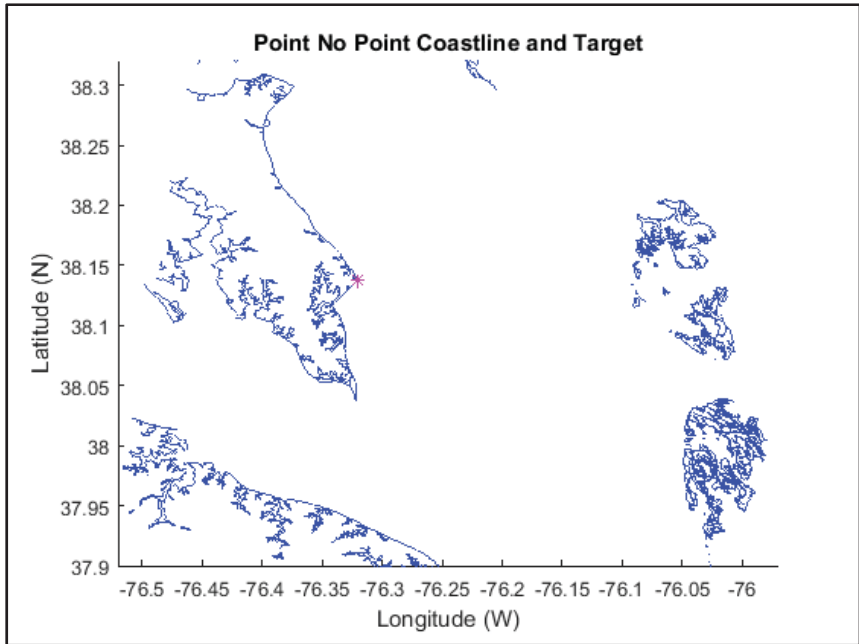 Point No Point Coastline and Target
38.3
38.25
38.2
38.15
38.1
38.05
38
37.95
37.9
Latitude (N)
-76.5 -76.45 -76.4 -76.35 -76.3 -76.25 -76.2 -76.15 -76.1 -76.05 -76
Longitude (W)